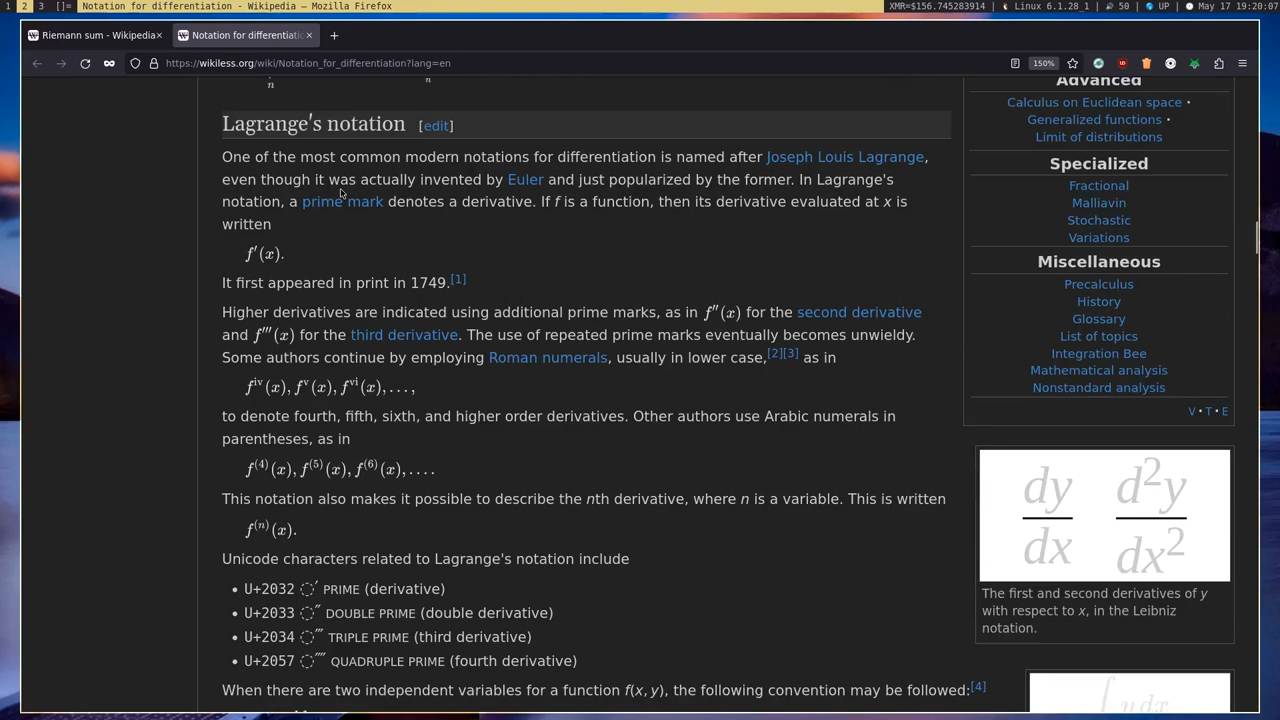 1 2 3 []= Notation for differentiation - Wikipedia — Mozilla Firefox XMR=$156.745283914 | Linux 6.1.28_1 | 50 | UP | May 17 19:20:07
Riemann sum - Wikipedia × Notation for differentiatio × +
https://wikiless.org/wiki/Notation_for_differentiation?lang=en 150%
n n
Lagrange's notation [edit]
One of the most common modern notations for differentiation is named after Joseph Louis Lagrange,
even though it was actually invented by Euler and just popularized by the former. In Lagrange's
notation, a prime mark denotes a derivative. If f is a function, then its derivative evaluated at x is
written
f′(x).
It first appeared in print in 1749.[1]
Higher derivatives are indicated using additional prime marks, as in f″(x) for the second derivative
and f‴(x) for the third derivative. The use of repeated prime marks eventually becomes unwieldy.
Some authors continue by employing Roman numerals, usually in lower case,[2][3] as in
f^iv(x), f^v(x), f^vi(x), . . . ,
to denote fourth, fifth, sixth, and higher order derivatives. Other authors use Arabic numerals in
parentheses, as in
f^(4)(x), f^(5)(x), f^(6)(x), . . . .
This notation also makes it possible to describe the nth derivative, where n is a variable. This is written
f^(n)(x).
Unicode characters related to Lagrange's notation include
• U+2032 ◌′ PRIME (derivative)
• U+2033 ◌″ DOUBLE PRIME (double derivative)
• U+2034 ◌‴ TRIPLE PRIME (third derivative)
• U+2057 ◌⁗ QUADRUPLE PRIME (fourth derivative)
When there are two independent variables for a function f(x, y), the following convention may be followed:[4]
Advanced
Calculus on Euclidean space •
Generalized functions •
Limit of distributions
Specialized
Fractional
Malliavin
Stochastic
Variations
Miscellaneous
Precalculus
History
Glossary
List of topics
Integration Bee
Mathematical analysis
Nonstandard analysis
V • T • E
dy d²y
dx dx²
The first and second derivatives of y
with respect to x, in the Leibniz
notation.